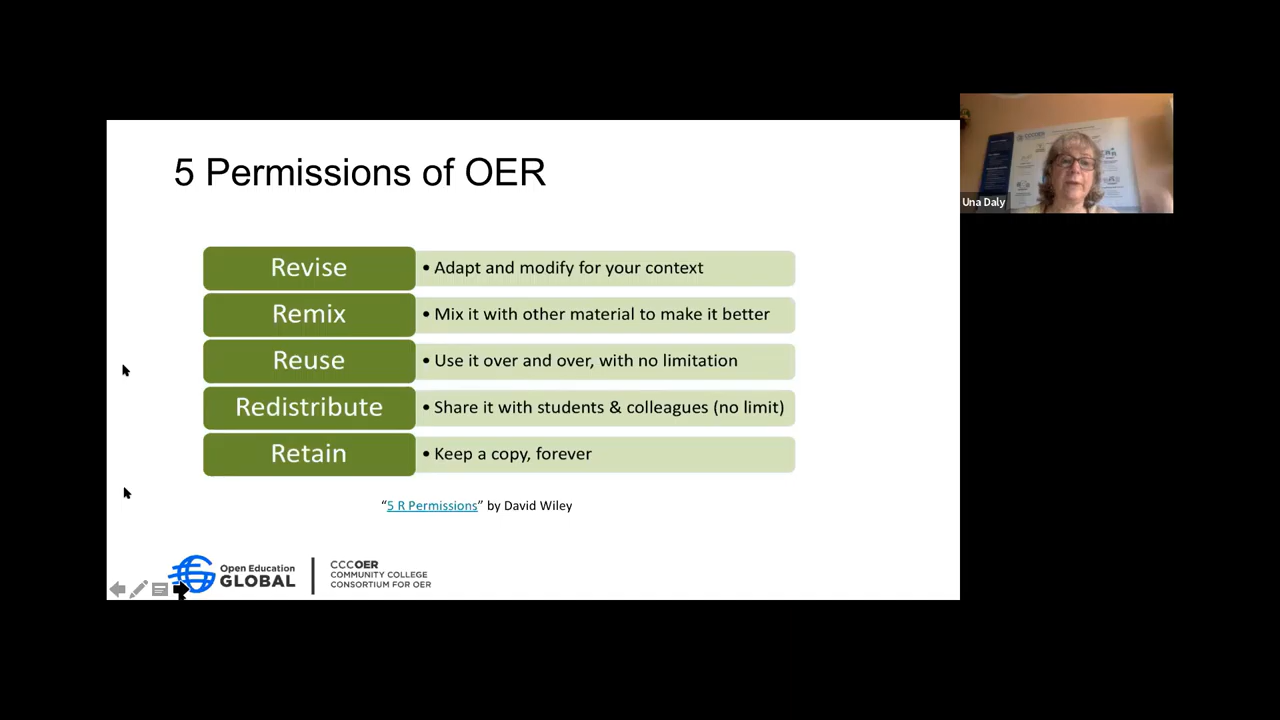 5 Permissions of OER
Revise
• Adapt and modify for your context
Remix
• Mix it with other material to make it better
Reuse
• Use it over and over, with no limitation
Redistribute
• Share it with students & colleagues (no limit)
Retain
• Keep a copy, forever
“5 R Permissions” by David Wiley
Open Education
GLOBAL
CCCOER
COMMUNITY COLLEGE
CONSORTIUM FOR OER
Una Daly